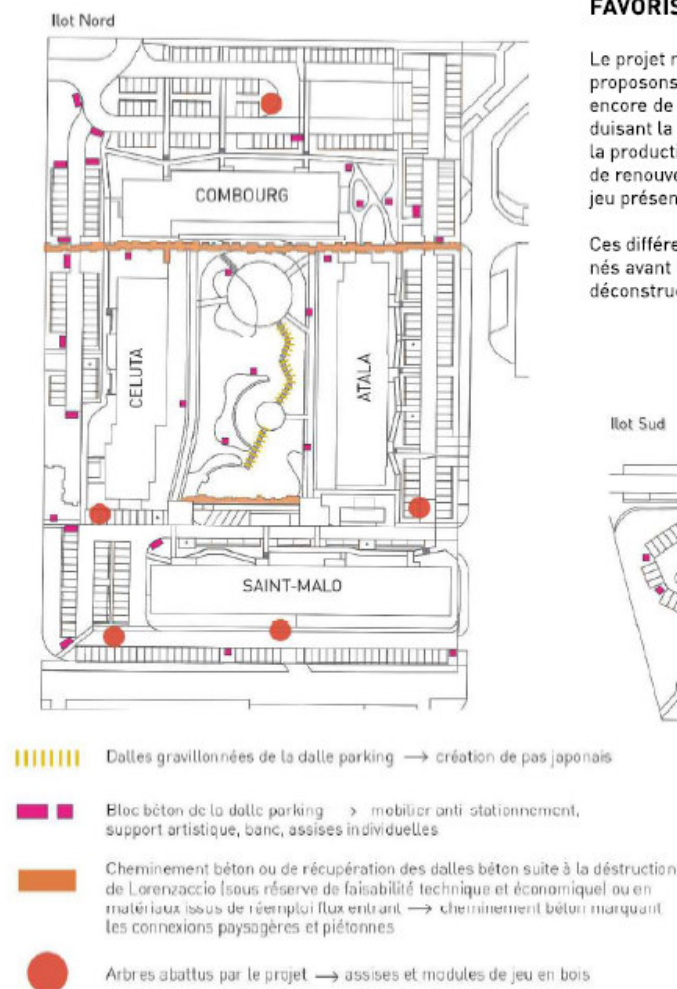 Ilot Nord
FAVORIS
Le projet
proposons
encore de
duisant la
la producti
de renouve
jeu présen
Ces différe
nés avant
déconstruc
COMBOURG
CELUTA
ATALA
SAINT-MALO
Ilot Sud
Dalles gravillonnées de la dalle parking → création de pas japonais
Bloc béton de la dalle parking → mobilier anti stationnement,
support artistique, banc, assises individuelles
Cheminement béton ou de récupération des dalles béton suite à la déstruction
de Lorenzaccio (sous réserve de faisabilité technique et économique) ou en
matériaux issus de réemploi flux entrant → cheminement béton marquant
les connexions paysagères et piétonnes
Arbres abattus par le projet → assises et modules de jeu en bois